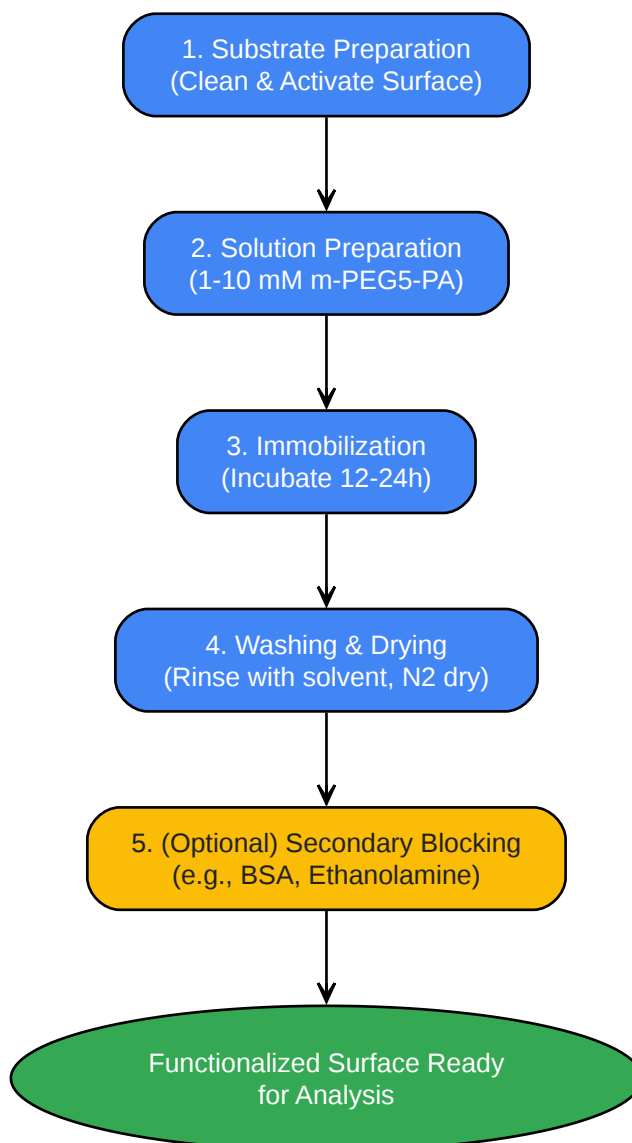 1. Substrate Preparation
(Clean & Activate Surface)
2. Solution Preparation
(1-10 mM m-PEG5-PA)
3. Immobilization
(Incubate 12-24h)
4. Washing & Drying
(Rinse with solvent, N2 dry)
5. (Optional) Secondary Blocking
(e.g., BSA, Ethanolamine)
Functionalized Surface Ready
for Analysis